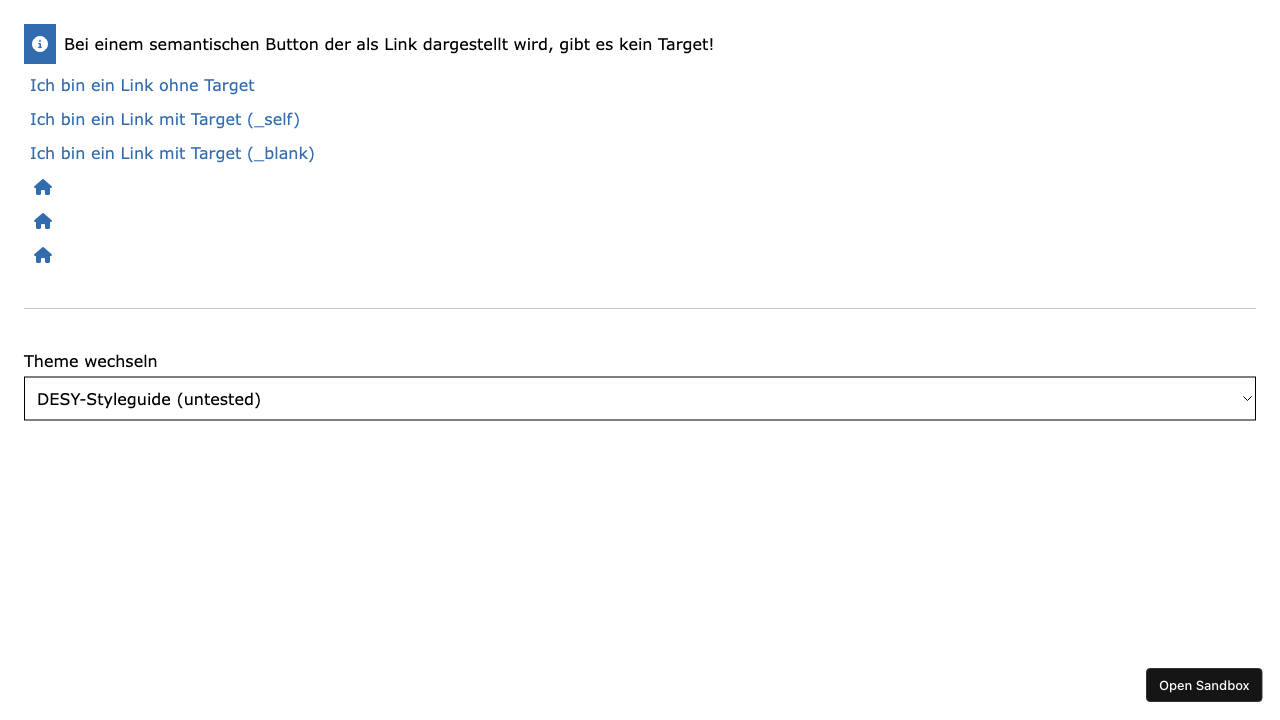 Bei einem semantischen Button der als Link dargestellt wird, gibt es kein Target!
Ich bin ein Link ohne Target
Ich bin ein Link mit Target (_self)
Ich bin ein Link mit Target (_blank)
Theme wechseln
DESY-Styleguide (untested)
Open Sandbox